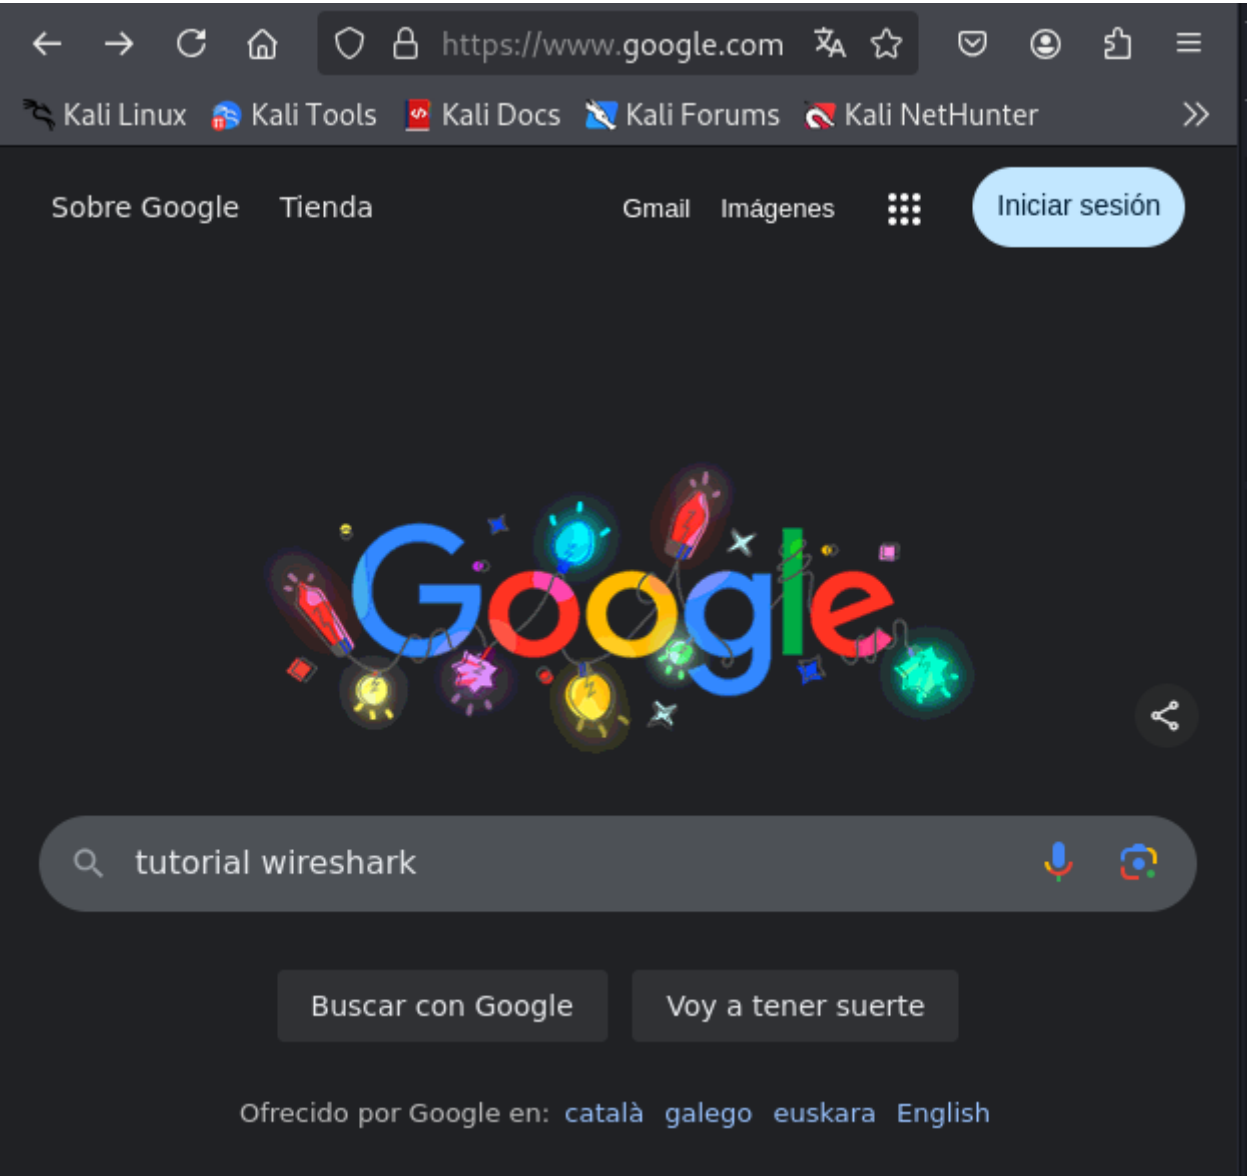 https://www.google.com
Kali Linux Kali Tools Kali Docs Kali Forums Kali NetHunter
Sobre Google Tienda Gmail Imágenes Iniciar sesión
Google
tutorial wireshark
Buscar con Google Voy a tener suerte
Ofrecido por Google en: català galego euskara English